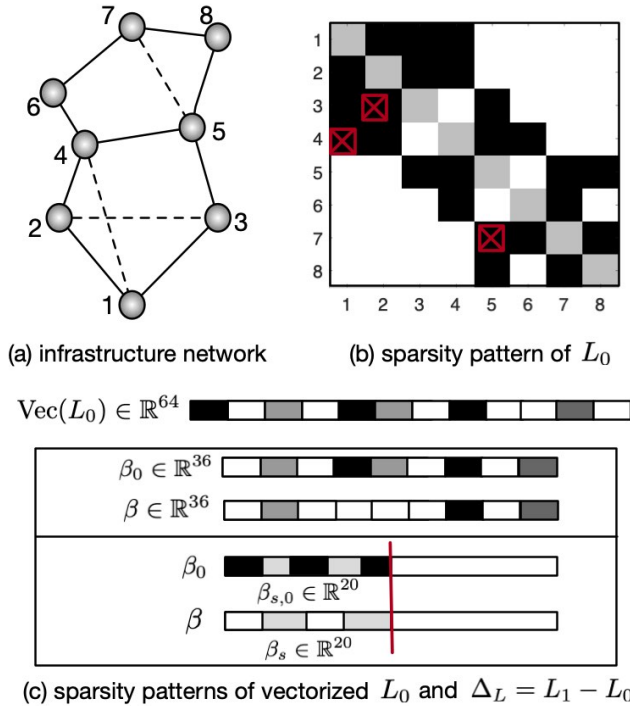 7
8
6
4
5
2
3
1
(a) infrastructure network
1
2
3
4
5
6
7
8
1 2 3 4 5 6 7 8
(b) sparsity pattern of L₀
Vec(L₀) ∈ ℝ⁶⁴
β₀ ∈ ℝ³⁶
β ∈ ℝ³⁶
β₀
βₛ,₀ ∈ ℝ²⁰
β
βₛ ∈ ℝ²⁰
(c) sparsity patterns of vectorized L₀ and Δ_L = L₁ − L₀